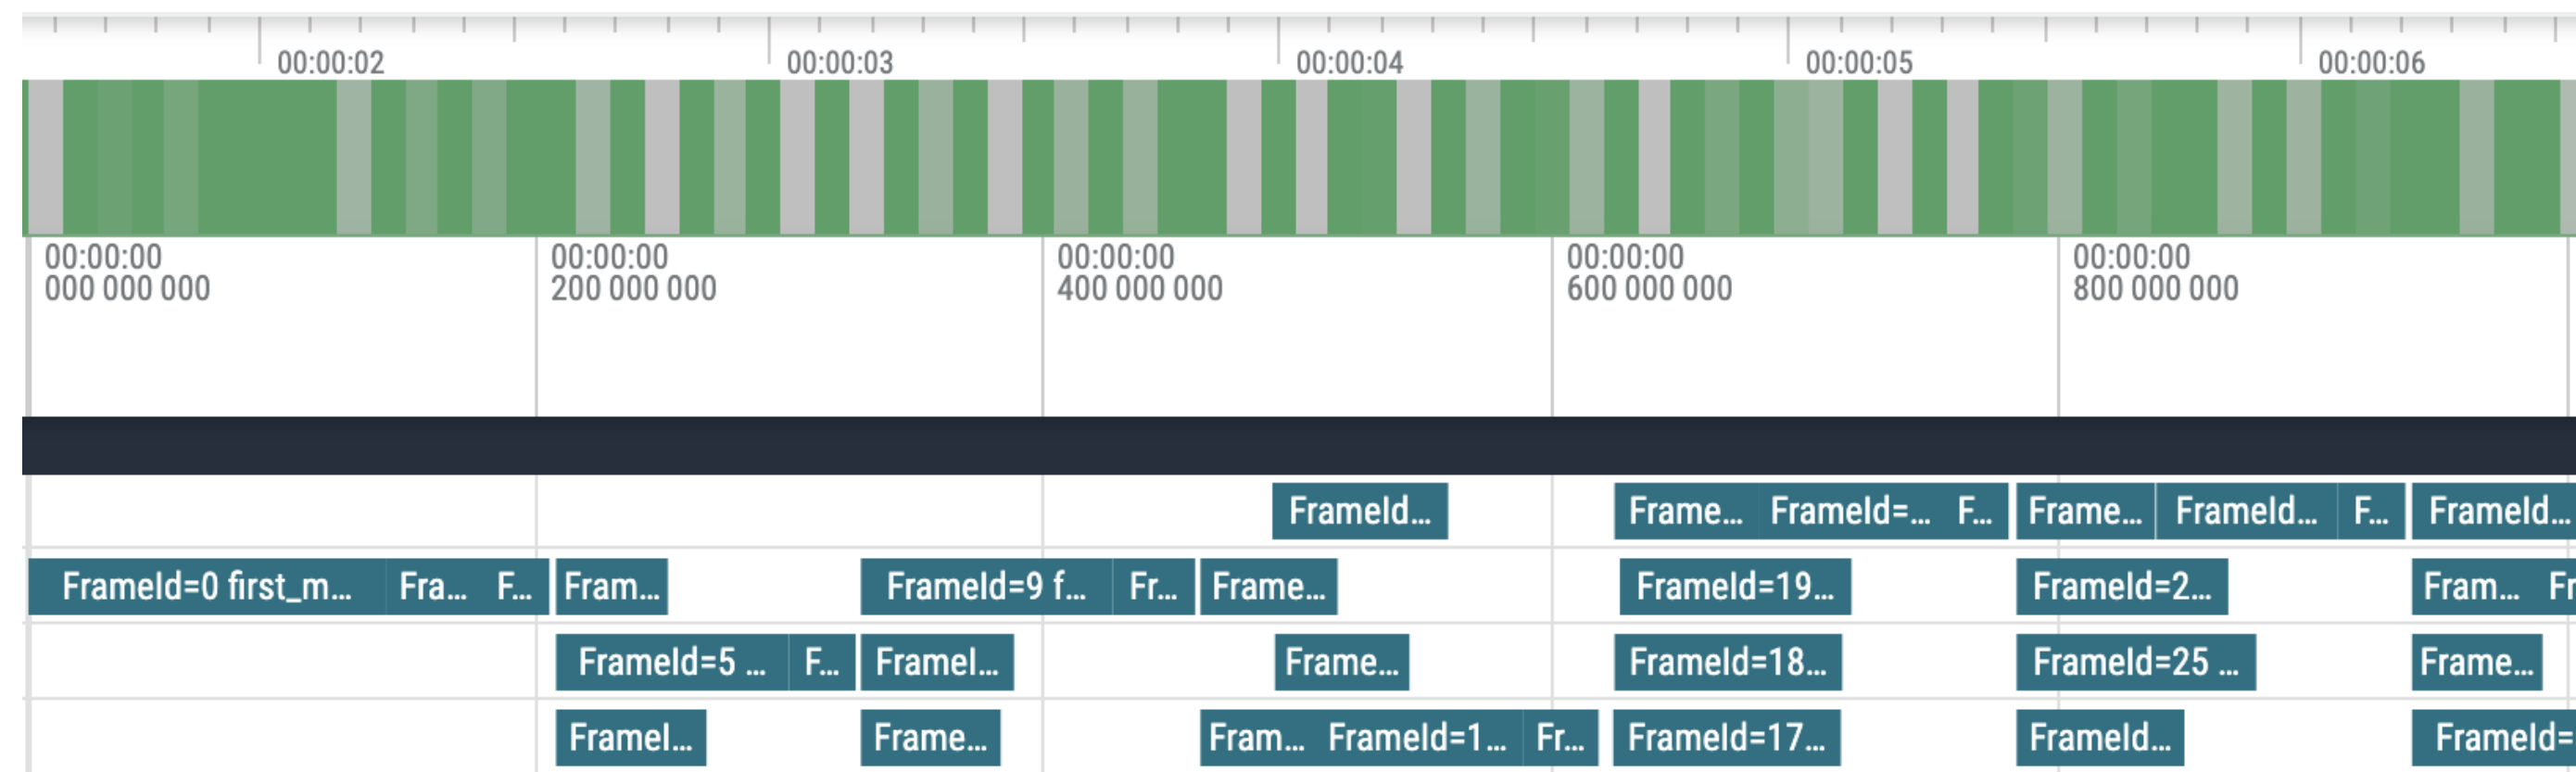 00:00:02 00:00:03 00:00:04 00:00:05 00:00:06
00:00:00 00:00:00 00:00:00 00:00:00 00:00:00
000 000 000 200 000 000 400 000 000 600 000 000 800 000 000
FrameId... Frame... FrameId=... F... Frame... FrameId... F... FrameId...
FrameId=0 first_m... Fra... F... Fram... FrameId=9 f... Fr... Frame... FrameId=19... FrameId=2... Fram... Fr
FrameId=5 ... F... FrameI... Frame... FrameId=18... FrameId=25 ... Frame...
FrameI... Frame... Fram... FrameId=1... Fr... FrameId=17... FrameId... FrameId=